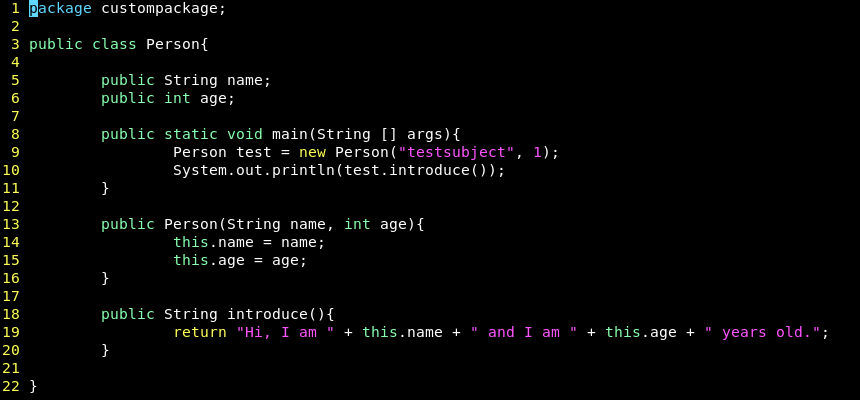 1 package custompackage;
2
3 public class Person{
4
5         public String name;
6         public int age;
7
8         public static void main(String [] args){
9                 Person test = new Person("testsubject", 1);
10                 System.out.println(test.introduce());
11         }
12
13         public Person(String name, int age){
14                 this.name = name;
15                 this.age = age;
16         }
17
18         public String introduce(){
19                 return "Hi, I am " + this.name + " and I am " + this.age + " years old.";
20         }
21
22 }